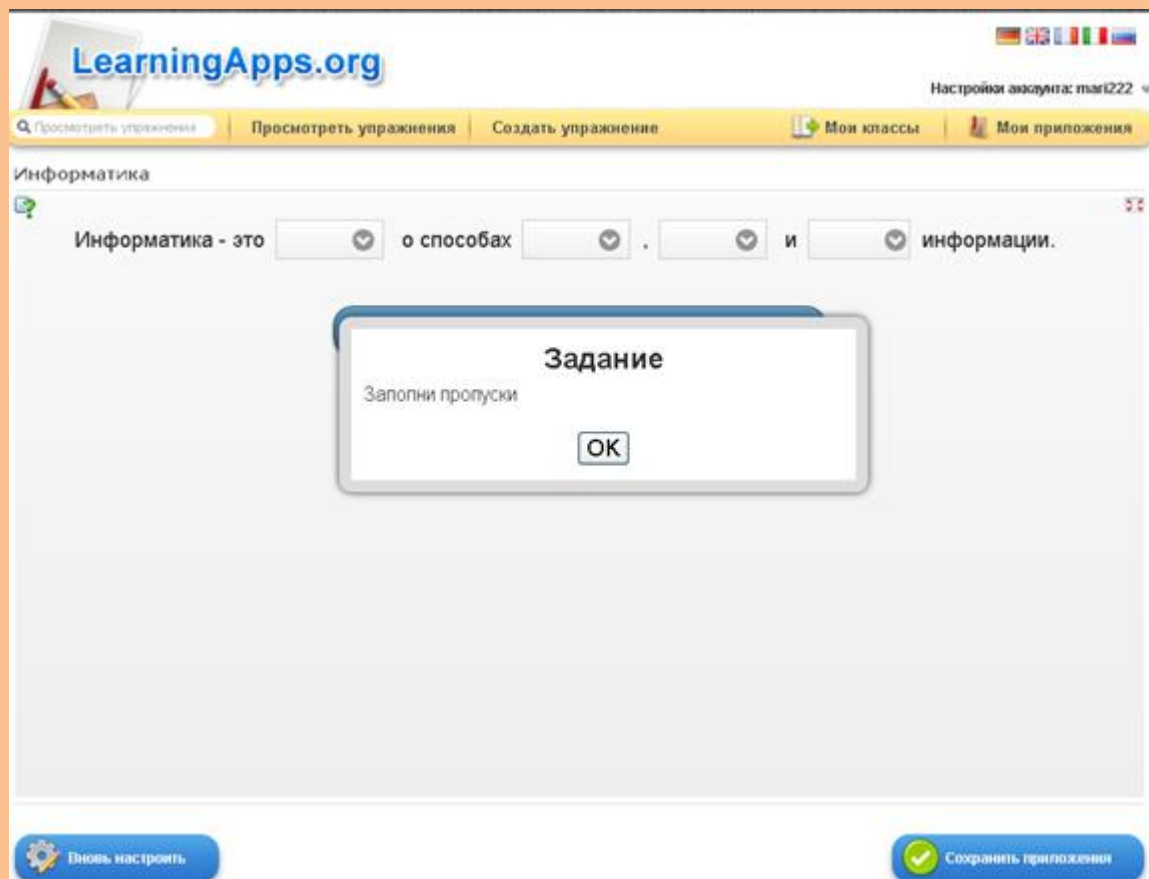 LearningApps.org
Настройки аккаунта: mari222
Просмотреть упражнения
Просмотреть упражнения
Создать упражнение
Мои классы
Мои приложения
Информатика
Информатика - это о способах , и информации.
Задание
Заполни пропуски
OK
Вновь настроить
Сохранить приложения